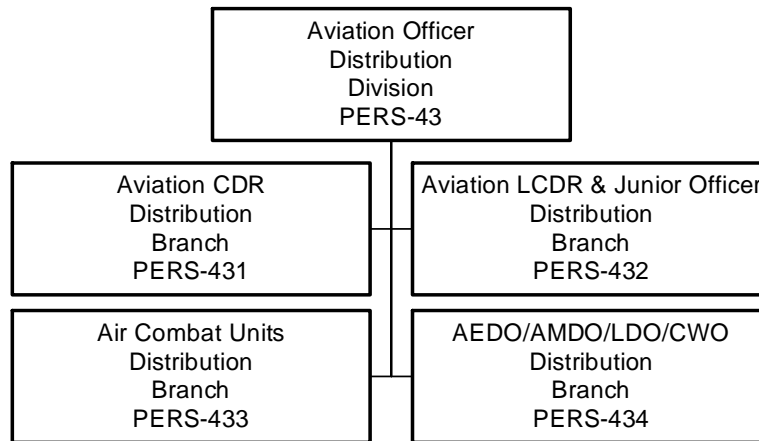 Aviation Officer
Distribution
Division
PERS-43
Aviation CDR
Distribution
Branch
PERS-431
Aviation LCDR & Junior Officer
Distribution
Branch
PERS-432
Air Combat Units
Distribution
Branch
PERS-433
AEDO/AMDO/LDO/CWO
Distribution
Branch
PERS-434